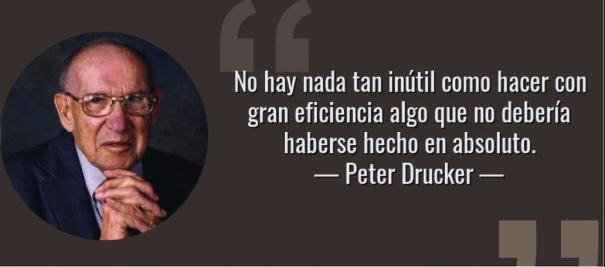 No hay nada tan inútil como hacer con
gran eficiencia algo que no debería
haberse hecho en absoluto.
— Peter Drucker —